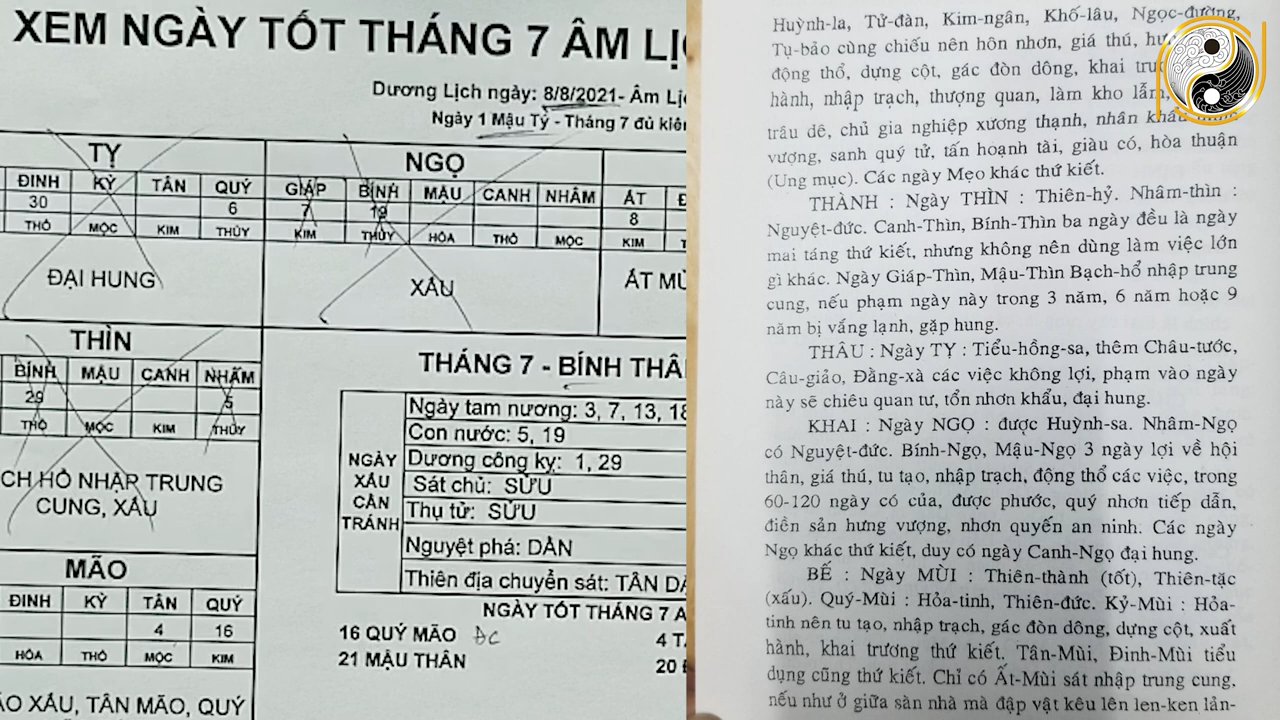 XEM NGÀY TỐT THÁNG 7 ÂM
Dương Lịch ngày: 8/8/2021- Âm
Ngày 1 Mậu Tý - Tháng 7 đủ
TỴ
ĐINH KỶ TÂN QUÝ
30 6
THỔ MỘC KIM THỦY
ĐẠI HUNG
NGỌ
GIÁP BÍNH MẬU CANH NHÂM
7 19
KIM THỦY HỎA THỔ MỘC
XẤU
ẤT
8
KIM
ẤT
THÌN
BÍNH MẬU CANH NHÂM
29 5
THỔ MỘC KIM THỦY
HỔ NHẬP TRUNG
CUNG, XẤU
THÁNG 7 - BÍNH
NGÀY XẤU CẦN TRÁNH
Ngày tam nương: 3, 7, 13, 18
Con nước: 5, 19
Dương công kỵ: 1, 29
Sát chủ: SỬU
Thụ tử: SỬU
Nguyệt phá: DẦN
Thiên địa chuyển sát: TÂN
MÃO
ĐINH KỶ TÂN QUÝ
4 16
HỎA THỔ MỘC KIM
XẤU, TÂN MÃO, QUÝ
NGÀY TỐT THÁNG 7
16 QUÝ MÃO ĐC
21 MẬU THÂN
4
20
Huỳnh-la, Tử-đàn, Kim-ngân, Khố-lâu, Ngọc-đường,
Tụ-bảo cùng chiếu nên hôn nhơn, giá thú,
động thổ, dựng cột, gác đòn dông, khai
hành, nhập trạch, thượng quan, làm kho lẫm,
trâu dê, chủ gia nghiệp xương thạnh, nhân
vượng, sanh quý tử, tấn hoạnh tài, giàu có, hòa thuận
(Ung mục). Các ngày Mẹo khác thứ kiết.
THÀNH : Ngày THÌN : Thiên-hỷ. Nhâm-thìn :
Nguyệt-đức. Canh-Thìn, Bính-Thìn ba ngày đều là ngày
mai táng thứ kiết, nhưng không nên dùng làm việc lớn
gì khác. Ngày Giáp-Thìn, Mậu-Thìn Bạch-hổ nhập trung
cung, nếu phạm ngày này trong 3 năm, 6 năm hoặc 9
năm bị vắng lạnh, gặp hung.
THÂU : Ngày TỴ : Tiểu-hồng-sa, thêm Châu-tước,
Câu-giảo, Đằng-xà các việc không lợi, phạm vào ngày
này sẽ chiêu quan tư, tổn nhơn khẩu, đại hung.
KHAI : Ngày NGỌ : được Huỳnh-sa. Nhâm-Ngọ
có Nguyệt-đức. Bính-Ngọ, Mậu-Ngọ 3 ngày lợi về hội
thân, giá thú, tu tạo, nhập trạch, động thổ các việc, trong
60-120 ngày có của, được phước, quý nhơn tiếp dẫn,
điền sản hưng vượng, nhơn quyến an ninh. Các ngày
Ngọ khác thứ kiết, duy có ngày Canh-Ngọ đại hung.
BẾ : Ngày MÙI : Thiên-thành (tốt), Thiên-tặc
(xấu). Quý-Mùi : Hỏa-tinh, Thiên-đức. Kỷ-Mùi : Hỏa-
tinh nên tu tạo, nhập trạch, gác đòn dông, dựng cột, xuất
hành, khai trương thứ kiết. Tân-Mùi, Đinh-Mùi tiểu
dụng cũng thứ kiết. Chỉ có Ất-Mùi sát nhập trung cung,
nếu như ở giữa sàn nhà mà đập vật kêu lên len-ken lản-